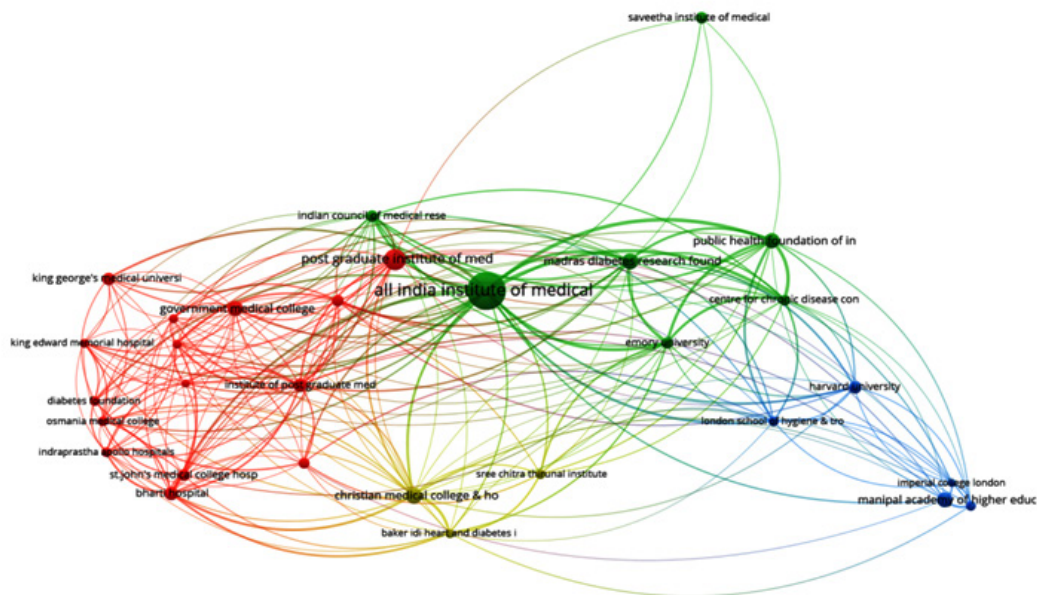 saveetha institute of medical
indian council of medical rese
public health foundation of in
post graduate institute of med
madras diabetes research found
king george's medical universi
all india institute of medical
centre for chronic disease con
government medical college
king edward memorial hospital
emory university
institute of post graduate med
harvard university
diabetes foundation
osmania medical college
london school hygiene & tro
indraprastha apollo hospitals
st.john's medical college hosp
sree chitra thirunal institute
imperial college london
bharti hospital
christian medical college & ho
manipal academy of higher educ
baker idi heart and diabetes i